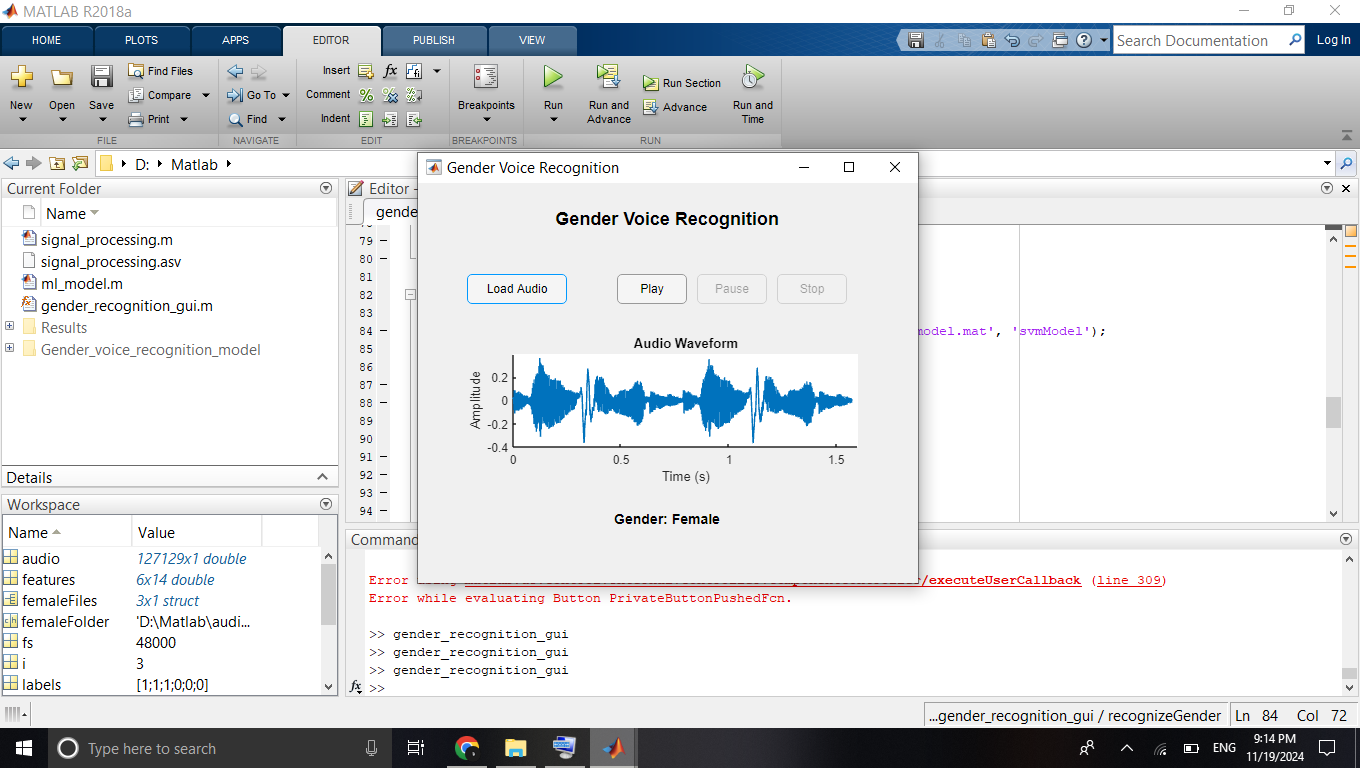 MATLAB R2018a
HOME PLOTS APPS EDITOR PUBLISH VIEW
Search Documentation Log In
New Open Save
Find Files
Compare
Print
FILE
Go To
Find
NAVIGATE
Insert fx
Comment
Indent
EDIT
Breakpoints
BREAKPOINTS
Run
Run and Advance
Run Section
Advance
Run and Time
RUN
D: Matlab
Current Folder
Name
signal_processing.m
signal_processing.asv
ml_model.m
gender_recognition_gui.m
Results
Gender_voice_recognition_model
Details
Workspace
Name Value
audio 127129x1 double
features 6x14 double
femaleFiles 3x1 struct
femaleFolder 'D:\Matlab\audi...
fs 48000
i 3
labels [1;1;1;0;0;0]
Editor -
gende
79
80
81
82
83
84 model.mat', 'svmModel');
85
86
87
88
89
90
91
92
93
94
Gender Voice Recognition
Gender Voice Recognition
Load Audio Play Pause Stop
Audio Waveform
Amplitude
0.2
0
-0.2
-0.4
0 0.5 1 1.5
Time (s)
Gender: Female
Comman
Error
/executeUserCallback (line 309)
Error while evaluating Button PrivateButtonPushedFcn.
>> gender_recognition_gui
>> gender_recognition_gui
>> gender_recognition_gui
fx >>
...gender_recognition_gui / recognizeGender Ln 84 Col 72
Type here to search
ENG
9:14 PM
11/19/2024